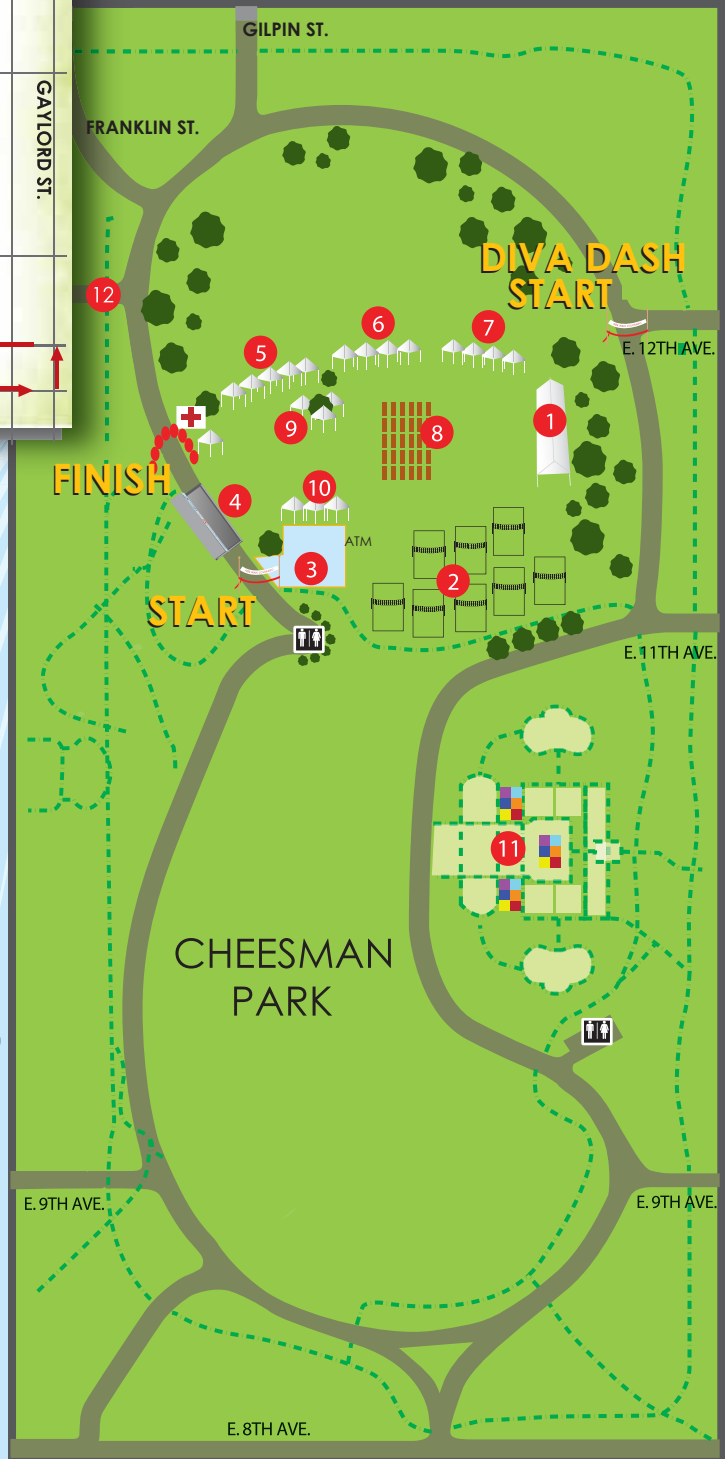 GILPIN ST.
GAYLORD ST.
FRANKLIN ST.
DIVA DASH
START
12
6
7
5
E. 12TH AVE.
1
9
8
FINISH
10
4
ATM
3
2
START
E. 11TH AVE.
11
CHEESMAN
PARK
E. 9TH AVE.
E. 9TH AVE.
E. 8TH AVE.